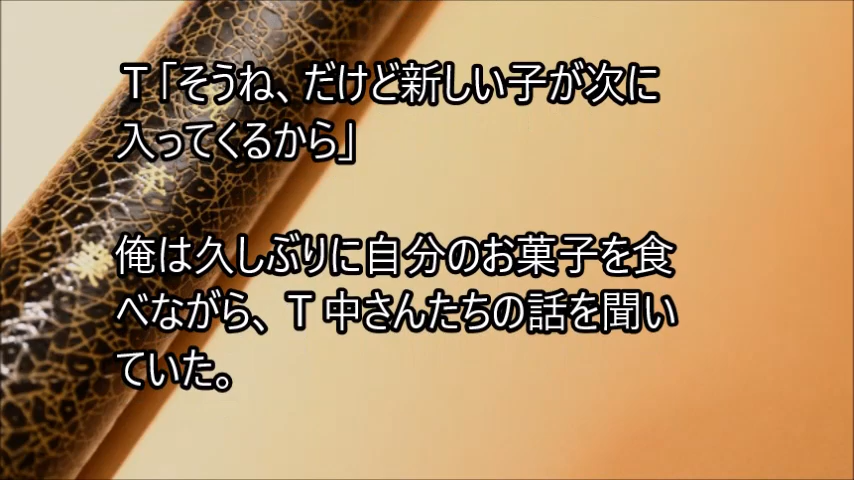 T「そうね、だけど新しい子が次に
入ってくるから」
俺は久しぶりに自分のお菓子を食
べながら、T中さんたちの話を聞い
ていた。